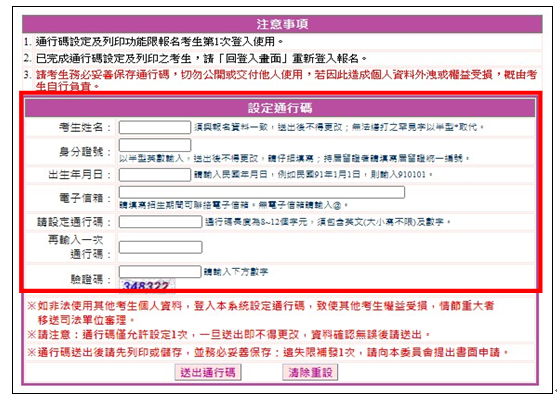 注意事項
1. 通行碼設定及列印功能限報名考生第1次登入使用。
2. 已完成通行碼設定及列印之考生,請「回登入畫面」重新登入報名。
3. 請考生務必妥善保存通行碼,切勿公開或交付他人使用,若因此造成個人資料外洩或權益受損,概由考
生自行負責。
設定通行碼
考生姓名: 須與報名資料一致,送出後不得更改;無法繕打之罕見字以半型*取代。
身分證號:
以半型英數輸入,送出後不得更改,請仔細填寫;持居留證者請填寫居留證統一編號。
出生年月日: 請輸入民國年月日,例如民國91年1月1日,則輸入910101。
電子信箱:
請填寫招生期間可聯絡電子信箱。無電子信箱請輸入@。
請設定通行碼: 通行碼長度為8~12個字元,須包含英文(大小寫不限)及數字。
再輸入一次
通行碼:
驗證碼: 請輸入下方數字
348322
※如非法使用其他考生個人資料,登入本系統設定通行碼,致使其他考生權益受損,情節重大者
移送司法單位審理。
※請注意:通行碼僅允許設定1次,一旦送出即不得更改,資料確認無誤後請送出。
※通行碼送出後請先列印或儲存,並務必妥善保存;遺失限補發1次,請向本委員會提出書面申請。
送出通行碼 清除重設